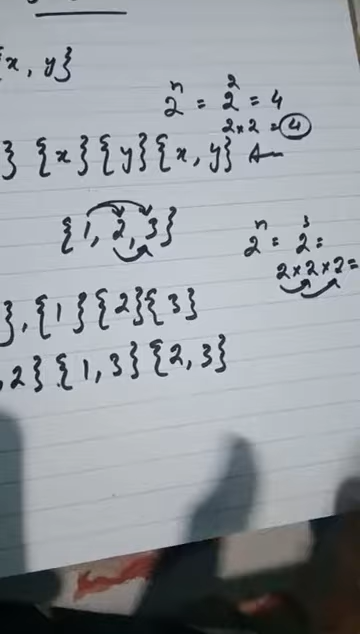 {x, y}
2ⁿ = 2² = 4
2×2 = 4
} {x} {y} {x, y}
{1, 2, 3}
2ⁿ = 2³ =
2×2×2 =
}, {1} {2} {3}
, 2} {1, 3} {2, 3}